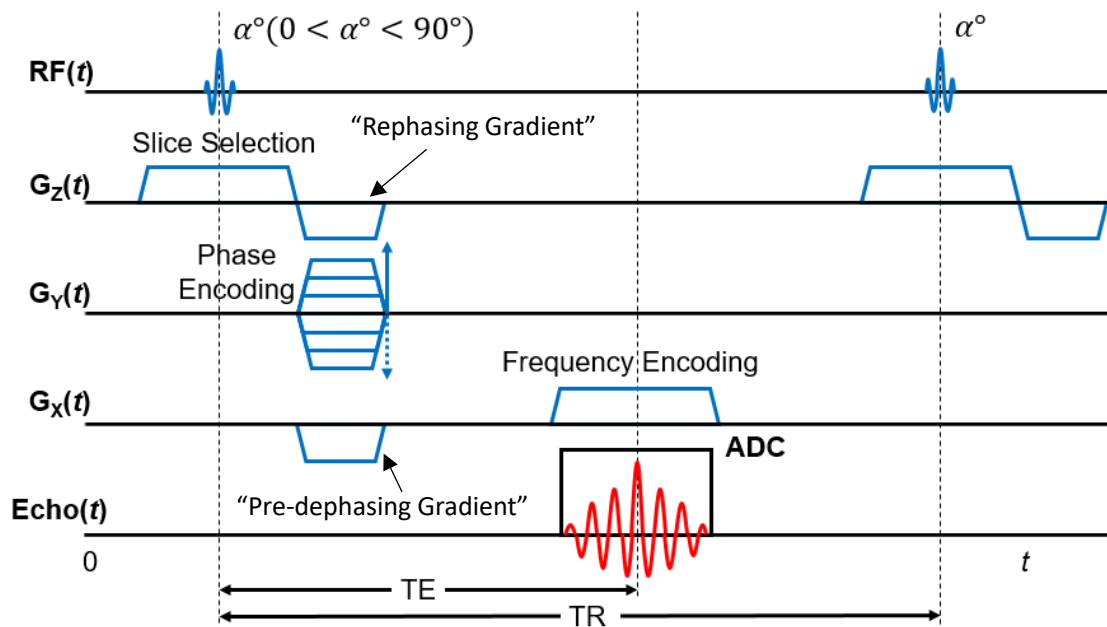 α°(0 < α° < 90°)
α°
RF(t)
“Rephasing Gradient”
Slice Selection
G_Z(t)
Phase
Encoding
G_Y(t)
Frequency Encoding
G_X(t)
ADC
“Pre-dephasing Gradient”
Echo(t)
0
t
TE
TR